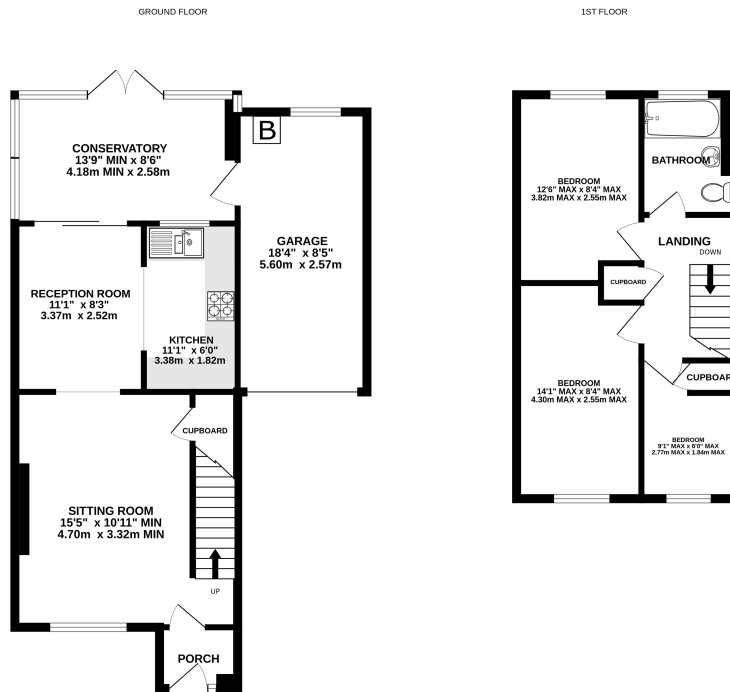 GROUND FLOOR
CONSERVATORY
13'9" MIN x 8'6"
4.18m MIN x 2.58m
B
GARAGE
18'4" x 8'5"
5.60m x 2.57m
RECEPTION ROOM
11'1" x 8'3"
3.37m x 2.52m
KITCHEN
11'1" x 6'0"
3.38m x 1.82m
CUPBOARD
SITTING ROOM
15'5" x 10'11" MIN
4.70m x 3.32m MIN
UP
PORCH
1ST FLOOR
BEDROOM
12'6" MAX x 8'4" MAX
3.82m MAX x 2.55m MAX
BATHROOM
LANDING
DOWN
CUPBOARD
BEDROOM
14'1" MAX x 8'4" MAX
4.30m MAX x 2.55m MAX
CUPBOAR
BEDROOM
9'1" MAX x 6'0" MAX
2.77m MAX x 1.84m MAX